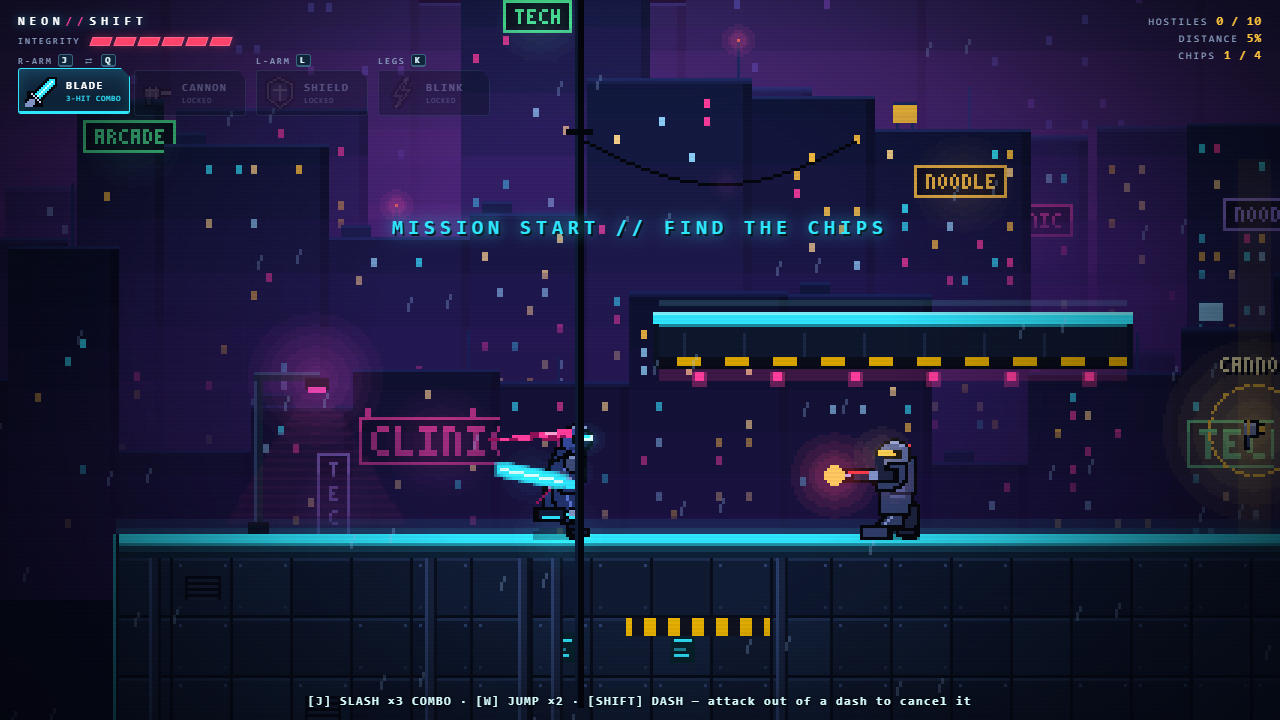 NEON//SHIFT
INTEGRITY
R-ARM J ⇄ Q
L-ARM L
LEGS K
BLADE
3-HIT COMBO
CANNON
LOCKED
SHIELD
LOCKED
BLINK
LOCKED
HOSTILES 0 / 10
DISTANCE 5%
CHIPS 1 / 4
TECH
ARCADE
NOODLE
NOOD
MISSION START // FIND THE CHIPS
CANNO
CLINI
TEC
[J] SLASH ×3 COMBO · [W] JUMP ×2 · [SHIFT] DASH — attack out of a dash to cancel it